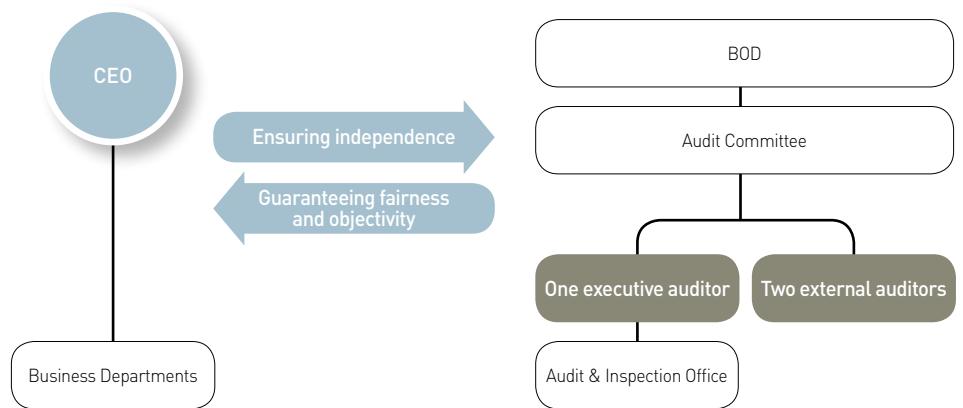 CEO
BOD
Ensuring independence
Audit Committee
Guaranteeing fairness
and objectivity
One executive auditor
Two external auditors
Business Departments
Audit & Inspection Office